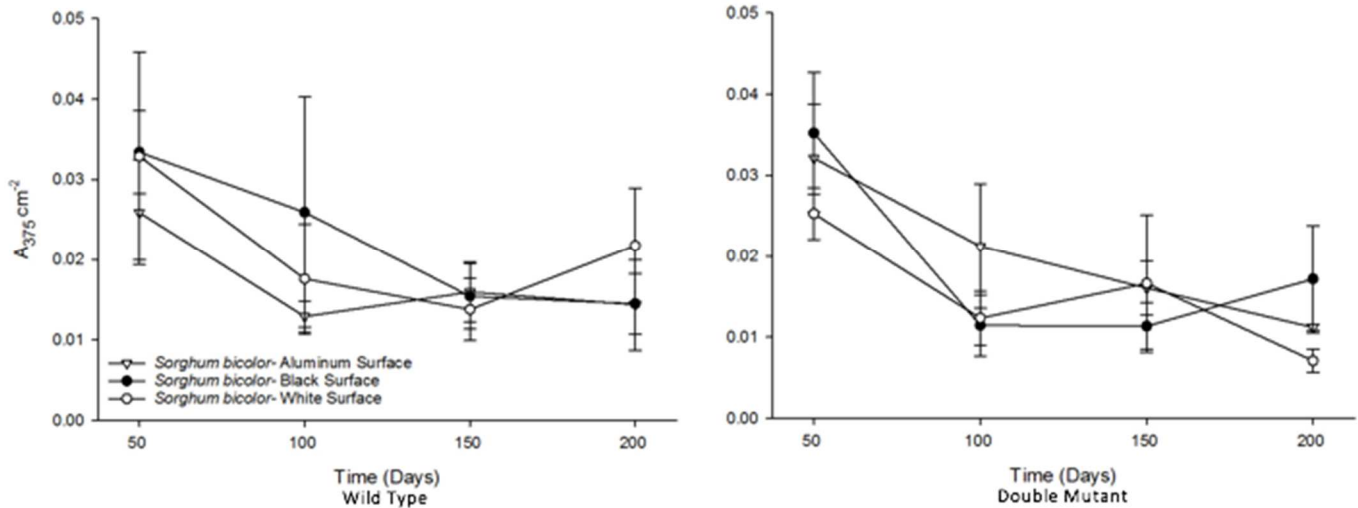 0.05
0.04
0.03
0.02
0.01
0.00
A375 cm-2
Sorghum bicolor- Aluminum Surface
Sorghum bicolor- Black Surface
Sorghum bicolor- White Surface
50 100 150 200
Time (Days)
Wild Type
0.05
0.04
0.03
0.02
0.01
0.00
50 100 150 200
Time (Days)
Double Mutant